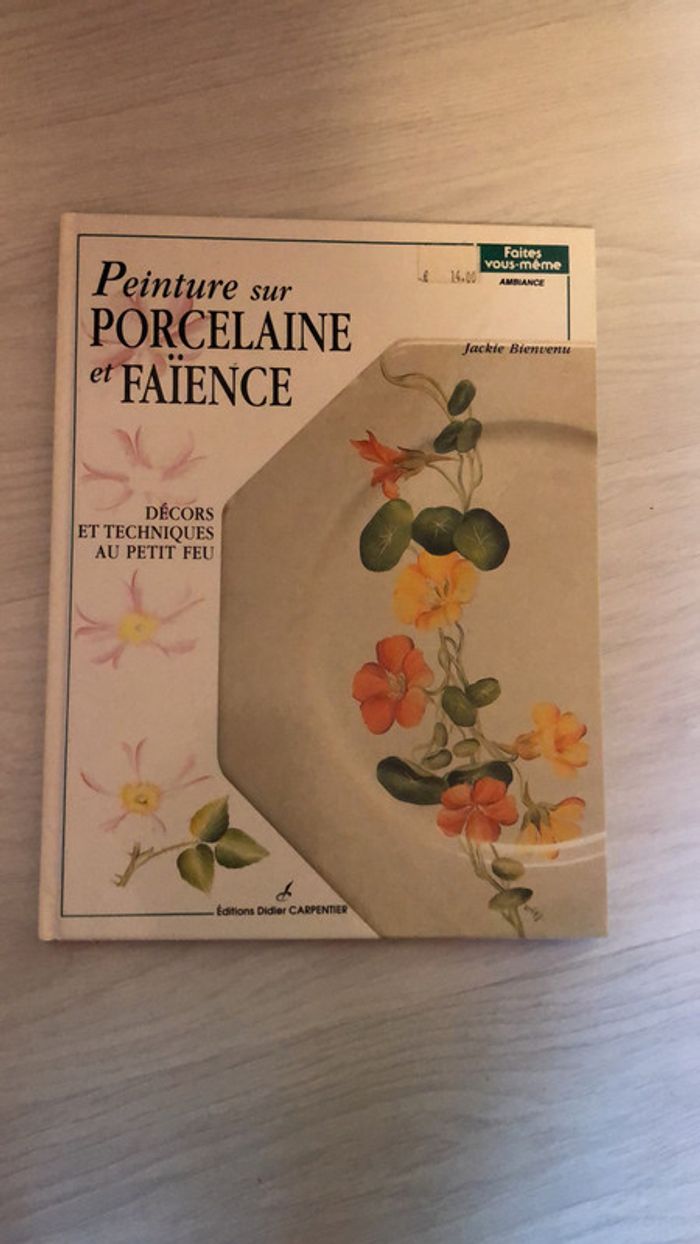 Faites
vous-même
AMBIANCE
€ 14.00
Peinture sur
PORCELAINE
et FAÏENCE
Jackie Bienvenu
DÉCORS
ET TECHNIQUES
AU PETIT FEU
Éditions Didier CARPENTIER